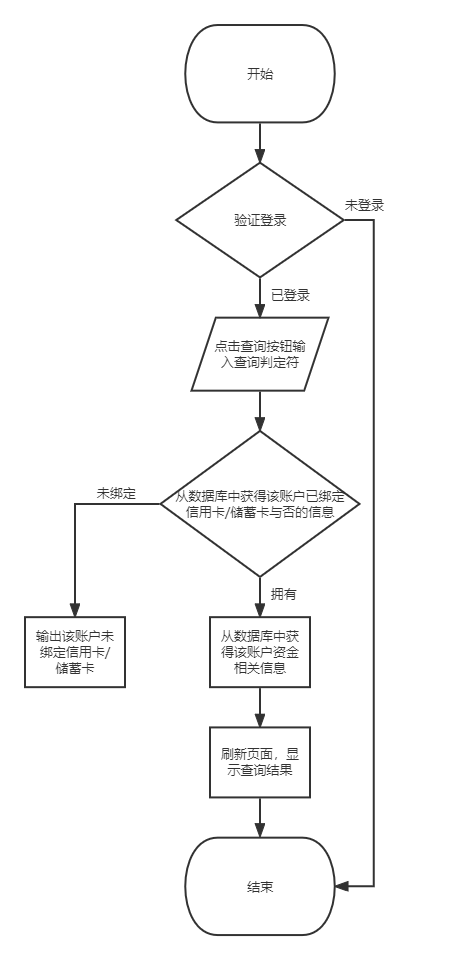 开始
验证登录
未登录
已登录
点击查询按钮输
入查询判定符
从数据库中获得该账户已绑定
信用卡/储蓄卡与否的信息
未绑定
拥有
输出该账户未
绑定信用卡/
储蓄卡
从数据库中获
得该账户资金
相关信息
刷新页面，显
示查询结果
结束